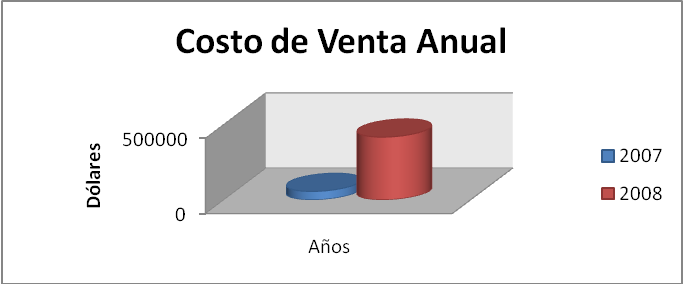 Costo de Venta Anual
500000
0
Dólares
Años
2007
2008